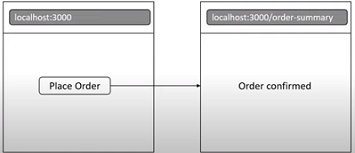 localhost:3000
localhost:3000/order-summary
Place Order
Order confirmed